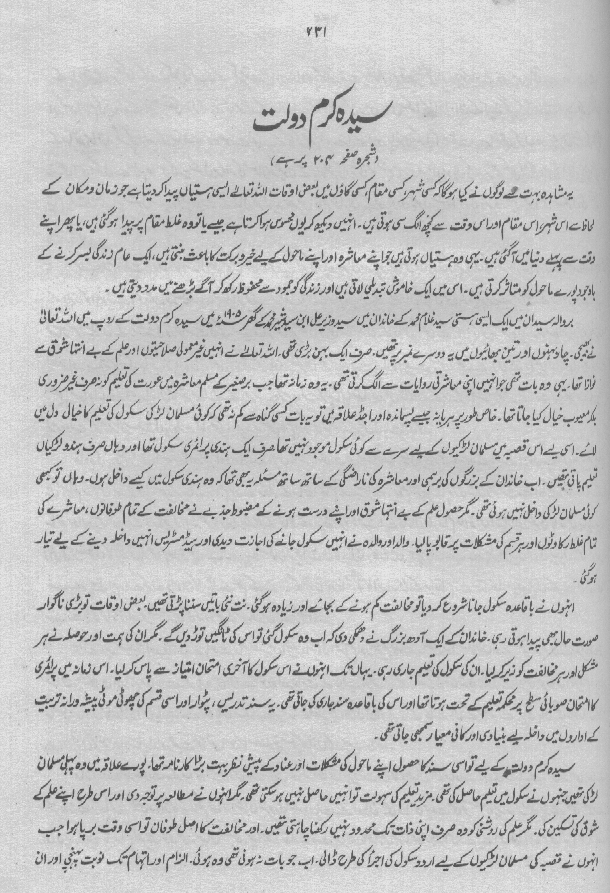 ۷۳۱
سیدہ کرم دولت
(شجرہ صفحہ ۲۰۴ پر ہے)
یہ مشاہدہ بہت سے لوگوں نے کیا ہوگا کہ کسی شہر، کسی مقام، کسی گاؤں میں بعض اوقات اللہ تعالےٰ ایسی ہستیاں پیدا کر دیتا ہے جو زمان و مکان کے
لحاظ سے اس شہر، اس مقام اور اس وقت سے کچھ الگ سی ہوتی ہیں۔ انہیں دیکھ کر یوں محسوس ہوا کرتا ہے جیسے یا تو وہ غلط مقام پر پیدا ہو گئی ہیں، یا پھر اپنے
وقت سے پہلے دنیا میں آگئی ہیں۔ یہی وہ ہستیاں ہوتی ہیں جو اپنے معاشرہ اور اپنے ماحول کے لیے خیر و برکت کا باعث بنتی ہیں، ایک عام زندگی بسر کرنے کے
باوجود پورے ماحول کو متاثر کرتی ہیں۔ اس میں ایک خاموش تبدیلی لاتی ہیں اور زندگی کو جمود سے محفوظ رکھ کر آگے بڑھنے میں مدد دیتی ہیں۔
بروالہ سیدان میں ایک ایسی ہستی سید غلام محمد کے خاندان میں سید وزیر علی ابن سید شیر محمد کے گھر ۱۹۰۵ء میں سیدہ کرم دولت کے روپ میں اللہ تعالیٰ
نے بھیجی۔ چار بہنوں اور تین بھائیوں میں یہ دوسرے نمبر پر تھیں۔ صرف ایک بہن بڑی تھی۔ اللہ تعالےٰ نے انہیں غیر معمولی صلاحیتوں اور علم کے بے انتہا شوق سے
نوازا تھا۔ یہی وہ بات تھی جو انہیں اپنی معاشرتی روایات سے الگ کرتی تھی۔ یہ وہ زمانہ تھا جب برصغیر کے مسلم معاشرہ میں عورت کی تعلیم کو نہ صرف غیر ضروری
بلکہ معیوب خیال کیا جاتا تھا۔ خاص طور پر ہریانہ جیسے پسماندہ اور اجڈ علاقہ میں تو یہ بات کسی گناہ سے کم نہ تھی کہ کوئی مسلمان لڑکی سکول کی تعلیم کا خیال دل میں
لائے۔ اسی لیے اس قصبہ میں مسلمان لڑکیوں کے لیے سرے سے کوئی سکول موجود نہیں تھا صرف ایک ہندی پرائمری سکول تھا اور وہاں صرف ہندو لڑکیاں
تعلیم پاتی تھیں۔ اب خاندان کے بزرگوں کی برہمی اور معاشرہ کی ناراضگی کے ساتھ ساتھ مسئلہ یہ بھی تھا کہ وہ ہندی سکول میں کیسے داخل ہوں۔ وہاں تو کبھی
کوئی مسلمان لڑکی داخل نہیں ہوئی تھی۔ مگر حصول علم کے بے انتہا شوق اور اپنے درست ہونے کے مضبوط جذبے نے مخالفت کے تمام طوفانوں، معاشرے کی
تمام غلط رکاوٹوں اور ہر قسم کی مشکلات پر قابو پا لیا۔ والد اور والدہ نے انہیں سکول جانے کی اجازت دیدی اور ہیڈ مسٹریس انہیں داخلہ دینے کے لیے تیار
ہوگئی۔
انہوں نے باقاعدہ سکول جانا شروع کر دیا تو مخالفت کم ہونے کے بجائے اور زیادہ ہو گئی۔ نت نئی باتیں سننا پڑتی تھیں۔ بعض اوقات تو بڑی ناگوار
صورت حال بھی پیدا ہوتی رہی۔ خاندان کے ایک آدھ بزرگ نے دھمکی دی کہ اب وہ سکول گئی تو اس کی ٹانگیں توڑ دیں گے۔ مگر ان کی ہمت اور حوصلہ نے ہر
مشکل اور ہر مخالفت کو زیر کر لیا۔ ان کی سکول کی تعلیم جاری رہی۔ یہاں تک انہوں نے اس سکول کا آخری امتحان امتیاز سے پاس کر لیا۔ اس زمانہ میں پرائمری
کا امتحان صوبائی سطح پر محکمہ تعلیم کے تحت ہوتا تھا اور اس کی باقاعدہ سند جاری کی جاتی تھی۔ یہ سند تدریس، پٹوار اور اسی قسم کی چھوٹی موٹی پیشہ ورانہ تربیت
کے اداروں میں داخلہ کے لیے بنیادی اور کافی معیار سمجھی جاتی تھی۔
سیدہ کرم دولت کے لیے تو اسی سند کا حصول اپنے ماحول کی مشکلات اور عناد کے پیش نظر بہت بڑا کارنامہ تھا۔ پورے علاقہ میں وہ پہلی مسلمان
لڑکی تھیں جنہوں نے سکول میں تعلیم حاصل کی تھی۔ مزید تعلیم کی سہولت تو انہیں حاصل نہیں ہو سکتی تھی۔ مگر انہوں نے مطالعہ پر توجہ دی اور اس طرح اپنے علم کے
شوق کی تسکین کی۔ مگر علم کی روشنی کو وہ صرف اپنی ذات تک محدود نہیں رکھنا چاہتی تھیں۔ اور مخالفت کا اصل طوفان تو اسی وقت برپا ہوا جب
انہوں نے قصبہ کی مسلمان لڑکیوں کے لیے اردو سکول کی اجراء کی طرح ڈالی۔ اب جو بات نہ ہوئی تھی وہ ہوئی۔ الزام اور اتہام تک نوبت پہنچی اور ان